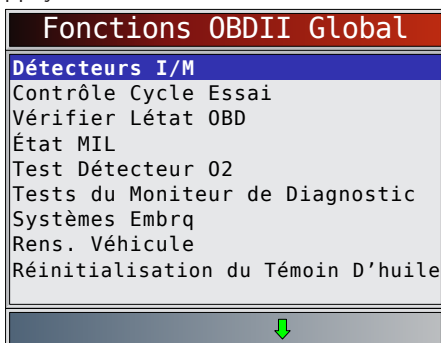 Fonctions OBDII Global
Détecteurs I/M
Contrôle Cycle Essai
Vérifier Létat OBD
État MIL
Test Détecteur O2
Tests du Moniteur de Diagnostic
Systèmes Embrq
Rens. Véhicule
Réinitialisation du Témoin D'huile